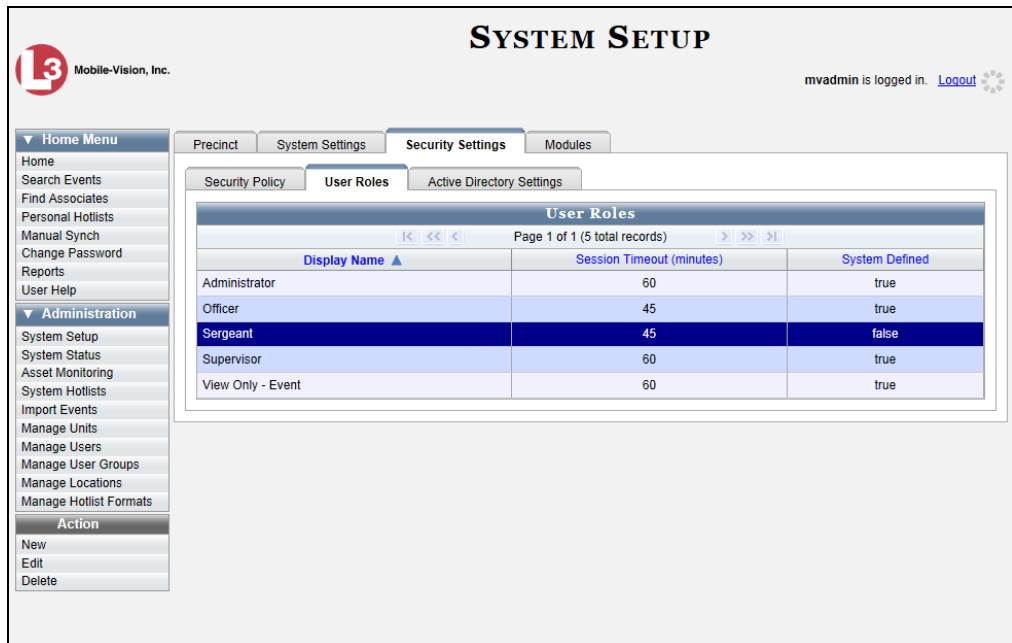 SYSTEM SETUP
L3 Mobile-Vision, Inc.
mvadmin is logged in. Logout
▼ Home Menu
Home
Search Events
Find Associates
Personal Hotlists
Manual Synch
Change Password
Reports
User Help
▼ Administration
System Setup
System Status
Asset Monitoring
System Hotlists
Import Events
Manage Units
Manage Users
Manage User Groups
Manage Locations
Manage Hotlist Formats
Action
New
Edit
Delete
Precinct System Settings Security Settings Modules
Security Policy User Roles Active Directory Settings
User Roles
|< << < Page 1 of 1 (5 total records) > >> >|
Display Name ▲ Session Timeout (minutes) System Defined
Administrator 60 true
Officer 45 true
Sergeant 45 false
Supervisor 60 true
View Only - Event 60 true